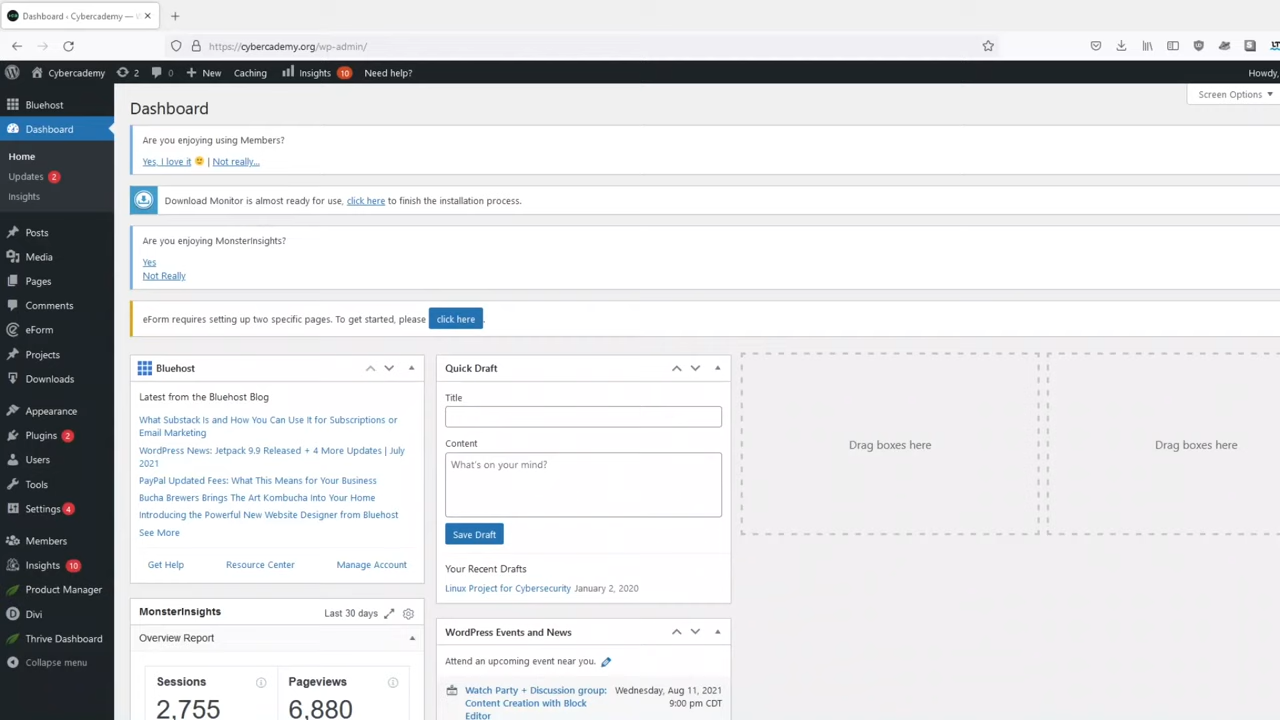 Dashboard ‹ Cybercademy —
https://cybercademy.org/wp-admin/
Cybercademy 2 0 New Caching Insights 10 Need help? Howdy,
Screen Options
Bluehost
Dashboard
Home
Updates 2
Insights
Posts
Media
Pages
Comments
eForm
Projects
Downloads
Appearance
Plugins 2
Users
Tools
Settings 4
Members
Insights 10
Product Manager
Divi
Thrive Dashboard
Collapse menu
Dashboard
Are you enjoying using Members?
Yes, I love it | Not really...
Download Monitor is almost ready for use, click here to finish the installation process.
Are you enjoying MonsterInsights?
Yes
Not Really
eForm requires setting up two specific pages. To get started, please click here .
Bluehost
Latest from the Bluehost Blog
What Substack Is and How You Can Use It for Subscriptions or
Email Marketing
WordPress News: Jetpack 9.9 Released + 4 More Updates | July
2021
PayPal Updated Fees: What This Means for Your Business
Bucha Brewers Brings The Art Kombucha Into Your Home
Introducing the Powerful New Website Designer from Bluehost
See More
Get Help Resource Center Manage Account
MonsterInsights Last 30 days
Overview Report
Sessions Pageviews
2,755 6,880
Quick Draft
Title
Content
What's on your mind?
Save Draft
Your Recent Drafts
Linux Project for Cybersecurity January 2, 2020
WordPress Events and News
Attend an upcoming event near you.
Watch Party + Discussion group: Wednesday, Aug 11, 2021
Content Creation with Block 9:00 pm CDT
Editor
Drag boxes here
Drag boxes here